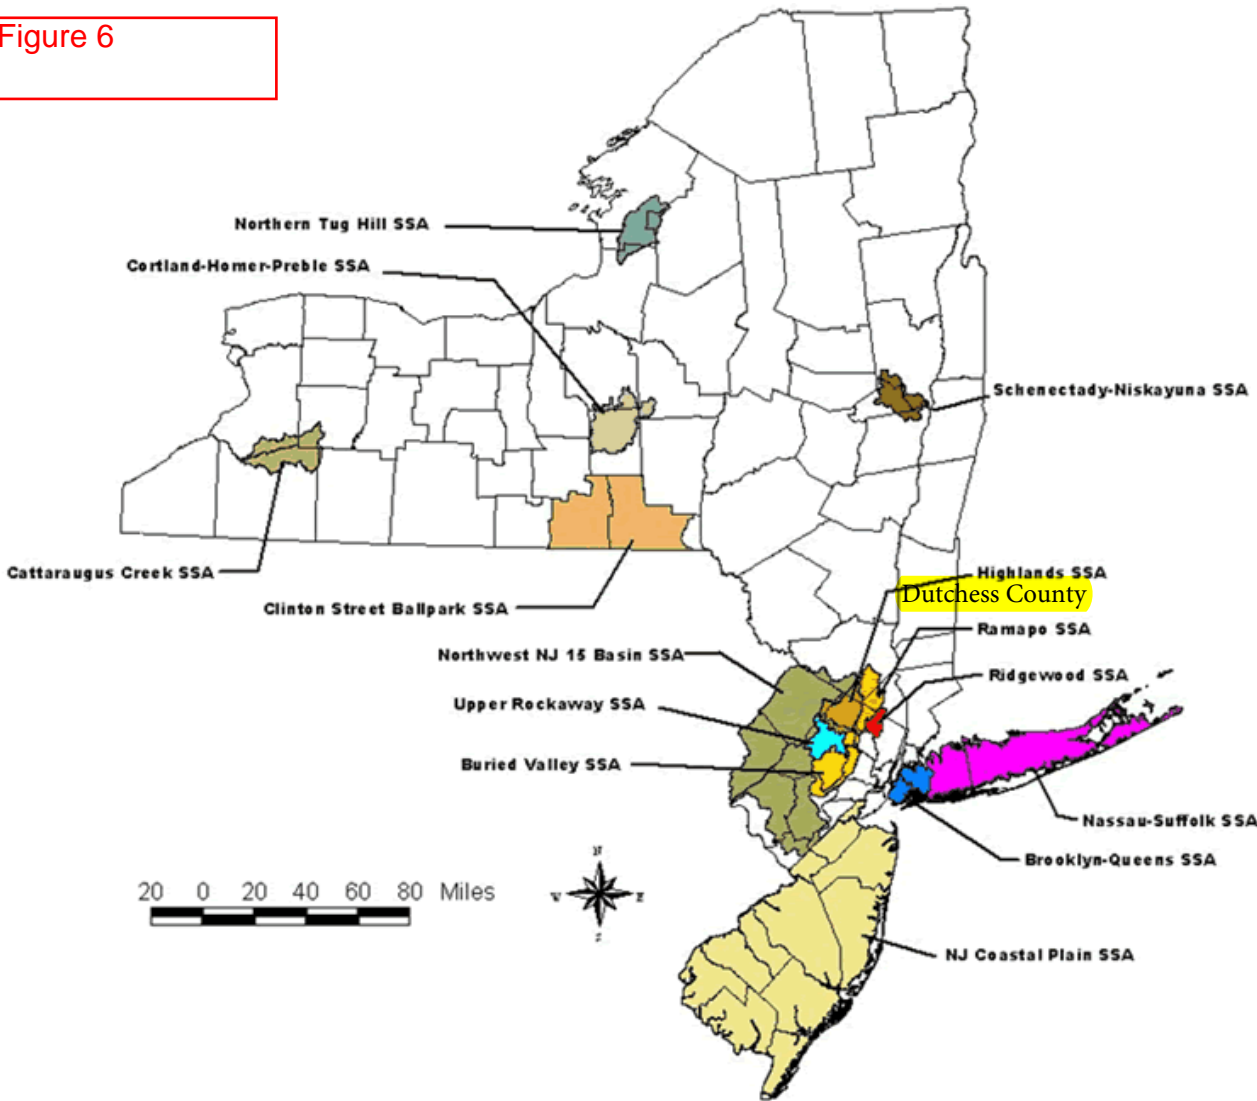 Figure 6
Northern Tug Hill SSA
Cortland-Homer-Preble SSA
Schenectady-Niskayuna SSA
Cattaraugus Creek SSA
Highlands SSA
Dutchess County
Clinton Street Ballpark SSA
Ramapo SSA
Northwest NJ 15 Basin SSA
Ridgewood SSA
Upper Rockaway SSA
Buried Valley SSA
Nassau-Suffolk SSA
Brooklyn-Queens SSA
N
20 0 20 40 60 80 Miles
W E
S
NJ Coastal Plain SSA